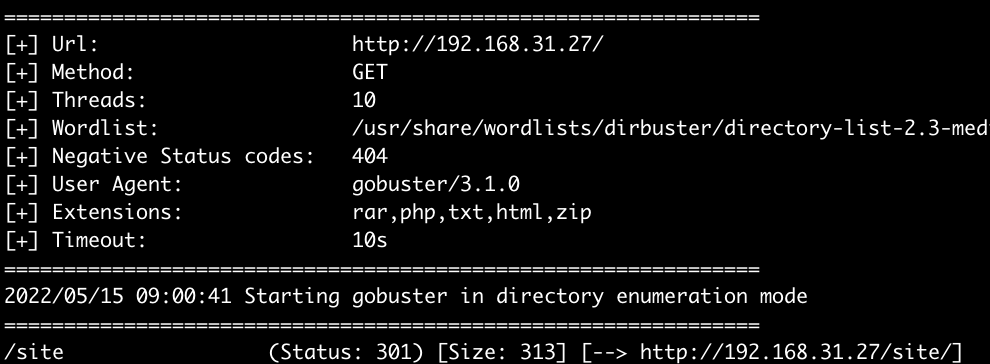 ===============================================================
[+] Url:                     http://192.168.31.27/
[+] Method:                  GET
[+] Threads:                 10
[+] Wordlist:                /usr/share/wordlists/dirbuster/directory-list-2.3-med
[+] Negative Status codes:   404
[+] User Agent:              gobuster/3.1.0
[+] Extensions:              rar,php,txt,html,zip
[+] Timeout:                 10s
===============================================================
2022/05/15 09:00:41 Starting gobuster in directory enumeration mode
===============================================================
/site                 (Status: 301) [Size: 313] [--> http://192.168.31.27/site/]